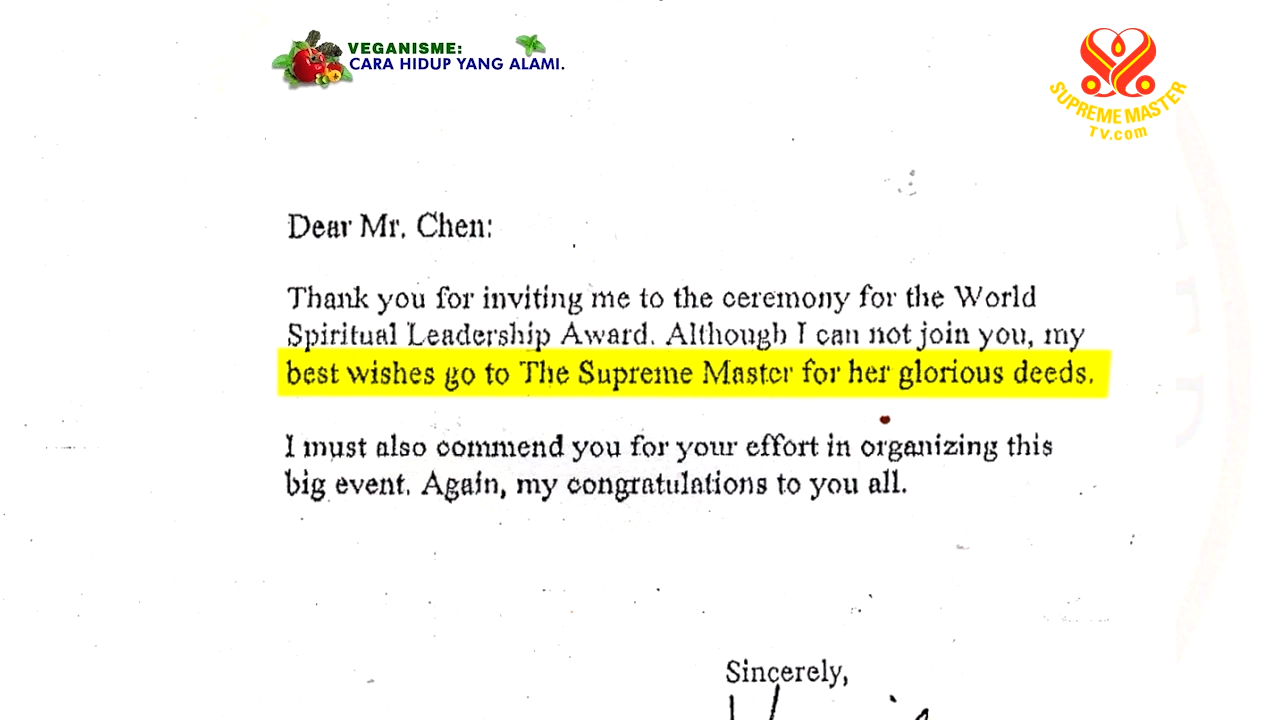 VEGANISME:
CARA HIDUP YANG ALAMI.
SUPREME MASTER
TV.com
Dear Mr. Chen:
Thank you for inviting me to the ceremony for the World
Spiritual Leadership Award. Although I can not join you, my
best wishes go to The Supreme Master for her glorious deeds.
I must also commend you for your effort in organizing this
big event. Again, my congratulations to you all.
Sincerely,